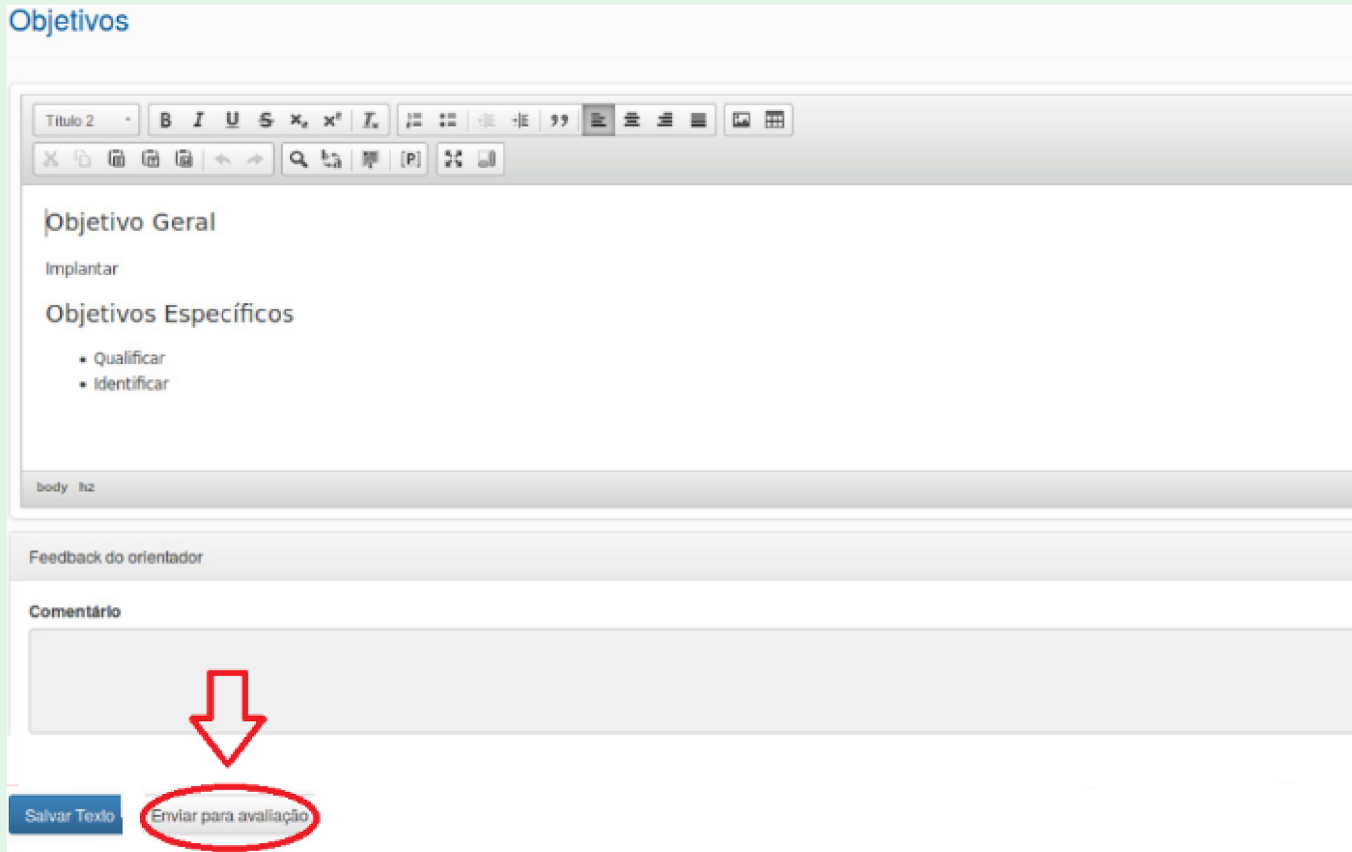 Objetivos
Título 2
Objetivo Geral
Implantar
Objetivos Específicos
• Qualificar
• Identificar
body h2
Feedback do orientador
Comentário
Salvar Texto Enviar para avaliação